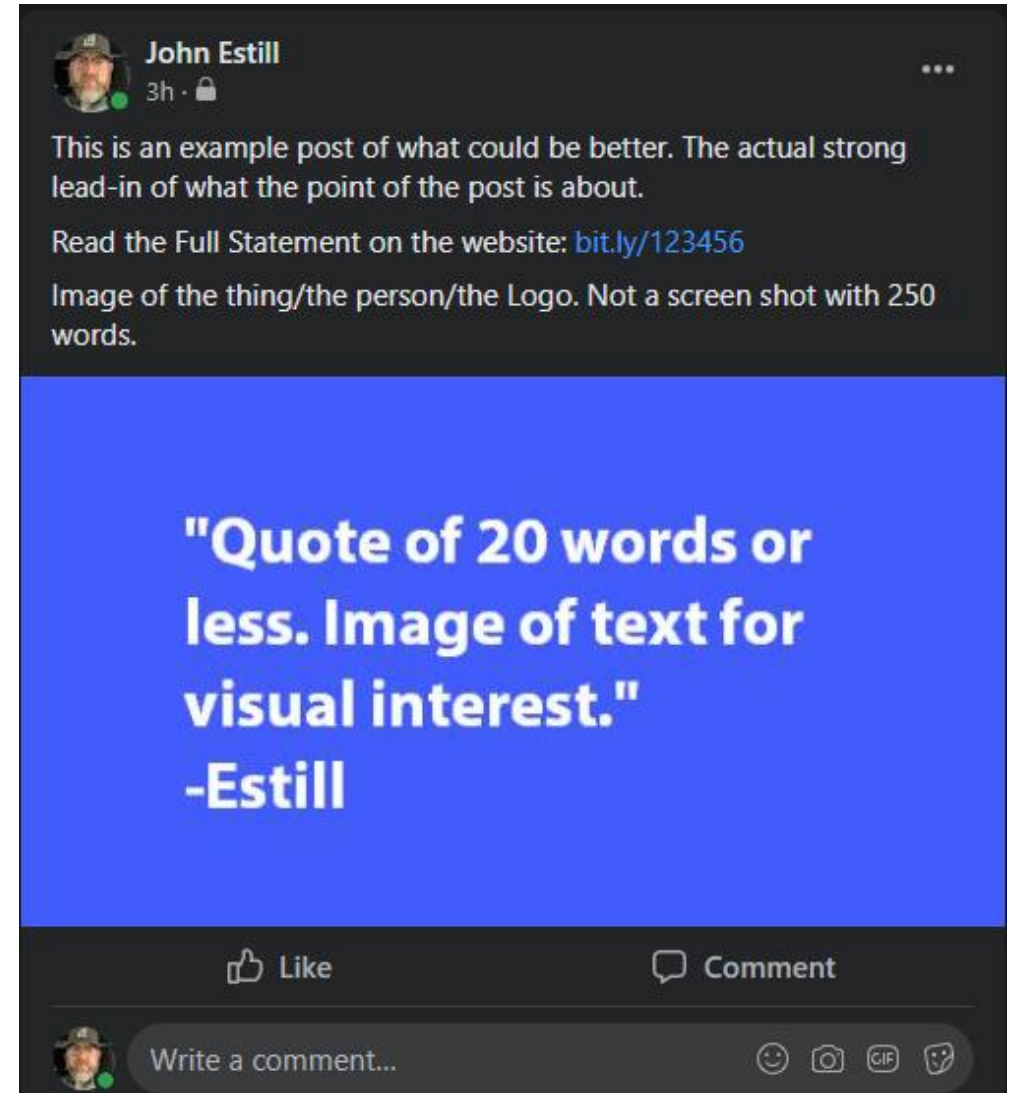 John Estill
3h ·
This is an example post of what could be better. The actual strong
lead-in of what the point of the post is about.
Read the Full Statement on the website: bit.ly/123456
Image of the thing/the person/the Logo. Not a screen shot with 250
words.
"Quote of 20 words or
less. Image of text for
visual interest."
-Estill
Like
Comment
Write a comment...
GIF